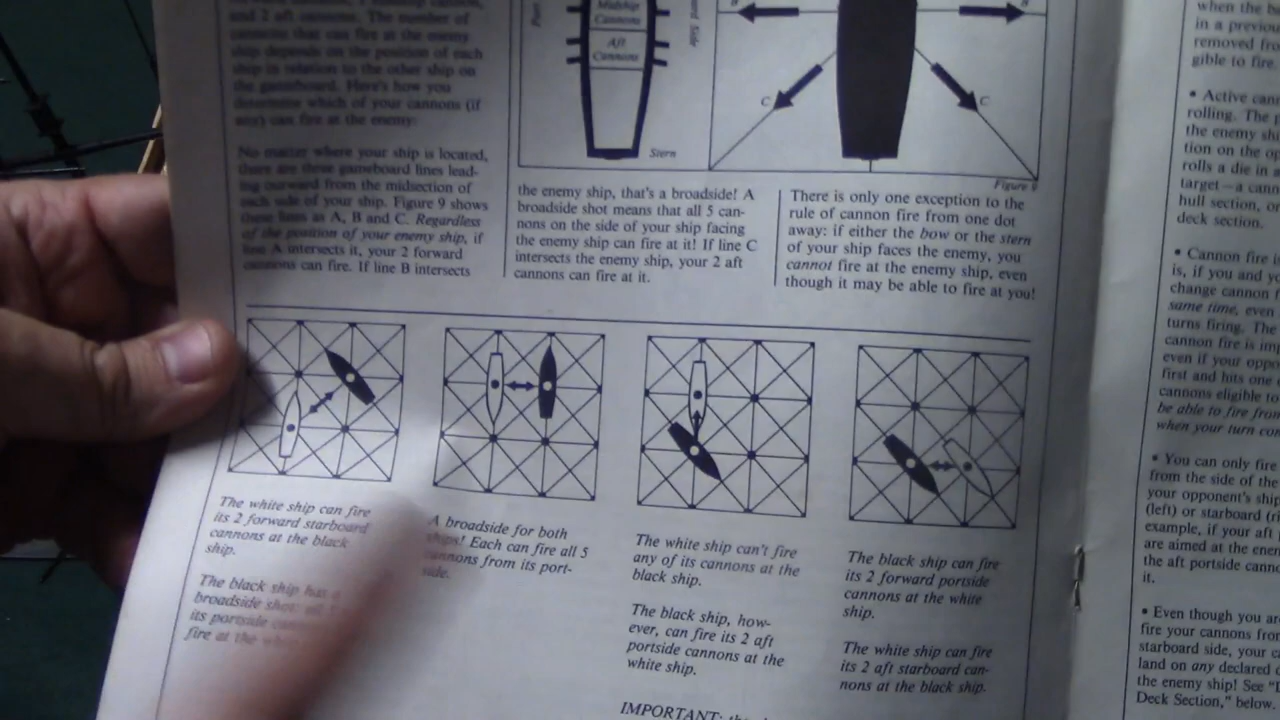 and 2 aft cannons. The number of
cannons that can fire at the enemy
ship depends on the position of each
ship in relation to the other ship on
the gameboard. Here's how you
determine which of your cannons (if
any) can fire at the enemy:
No matter where your ship is located,
there are three gameboard lines lead-
ing outward from the midsection of
each side of your ship. Figure 9 shows
these lines as A, B and C. Regardless
of the position of your enemy ship, if
line A intersects it, your 2 forward
cannons can fire. If line B intersects
Midship
Cannons
Aft
Cannons
Side
Stern
B
B
C
C
Figure 9
the enemy ship, that's a broadside! A
broadside shot means that all 5 can-
nons on the side of your ship facing
the enemy ship can fire at it! If line C
intersects the enemy ship, your 2 aft
cannons can fire at it.
There is only one exception to the
rule of cannon fire from one dot
away: if either the bow or the stern
of your ship faces the enemy, you
cannot fire at the enemy ship, even
though it may be able to fire at you!
The white ship can fire
its 2 forward starboard
cannons at the black
ship.
The black ship has a
broadside shot: all
its portside
fire at the
A broadside for both
ships! Each can fire all 5
cannons from its port-
side.
The white ship can't fire
any of its cannons at the
black ship.
The black ship, how-
ever, can fire its 2 aft
portside cannons at the
white ship.
IMPORTANT:
The black ship can fire
its 2 forward portside
cannons at the white
ship.
The white ship can fire
its 2 aft starboard can-
nons at the black ship.
when the
in a previou
removed fro
gible to fire.
• Active can
rolling. The p
the enemy sh
tion on the op
rolls a die in a
target—a cann
hull section, or
deck section.
• Cannon fire i
is, if you and yo
change cannon f
same time, even
turns firing. The
cannon fire is imp
even if your oppo
first and hits one
cannons eligible to
be able to fire from
when your turn con
• You can only fire
from the side of the
your opponent's ship
(left) or starboard (ri
example, if your aft
are aimed at the ener
the aft portside canno
it.
• Even though you are
fire your cannons from
starboard side, your ca
land on any declared
the enemy ship! See "D
Deck Section," below.